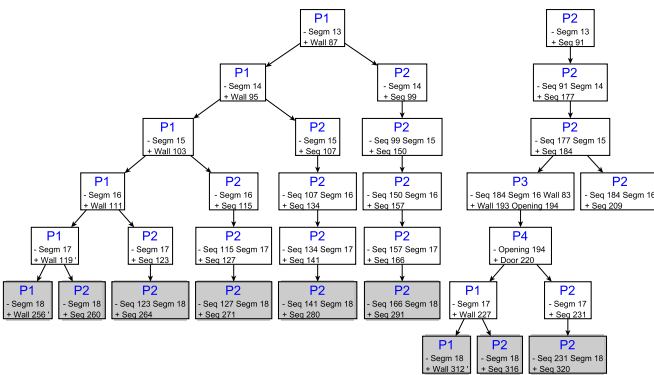 P1
- Segm 13
+ Wall 87
P2
- Segm 13
+ Seq 91
P1
- Segm 14
+ Wall 95
P2
- Segm 14
+ Seq 99
P2
- Seq 91 Segm 14
+ Seq 177
P1
- Segm 15
+ Wall 103
P2
- Segm 15
+ Seq 107
P2
- Seq 99 Segm 15
+ Seq 150
P2
- Seq 177 Segm 15
+ Seq 184
P1
- Segm 16
+ Wall 111
P2
- Segm 16
+ Seq 115
P2
- Seq 107 Segm 16
+ Seq 134
P2
- Seq 150 Segm 16
+ Seq 157
P3
- Seq 184 Segm 16 Wall 83
+ Wall 193 Opening 194
P2
- Seq 184 Segm 16
+ Seq 209
P1
- Segm 17
+ Wall 119 '
P2
- Segm 17
+ Seq 123
P2
- Seq 115 Segm 17
+ Seq 127
P2
- Seq 134 Segm 17
+ Seq 141
P2
- Seq 157 Segm 17
+ Seq 166
P4
- Opening 194
+ Door 220
P1
- Segm 18
+ Wall 256 '
P2
- Segm 18
+ Seq 260
P2
- Seq 123 Segm 18
+ Seq 264
P2
- Seq 127 Segm 18
+ Seq 271
P2
- Seq 141 Segm 18
+ Seq 280
P2
- Seq 166 Segm 18
+ Seq 291
P1
- Segm 17
+ Wall 227
P2
- Segm 17
+ Seq 231
P1
- Segm 18
+ Wall 312 '
P2
- Segm 18
+ Seq 316
P2
- Seq 231 Segm 18
+ Seq 320